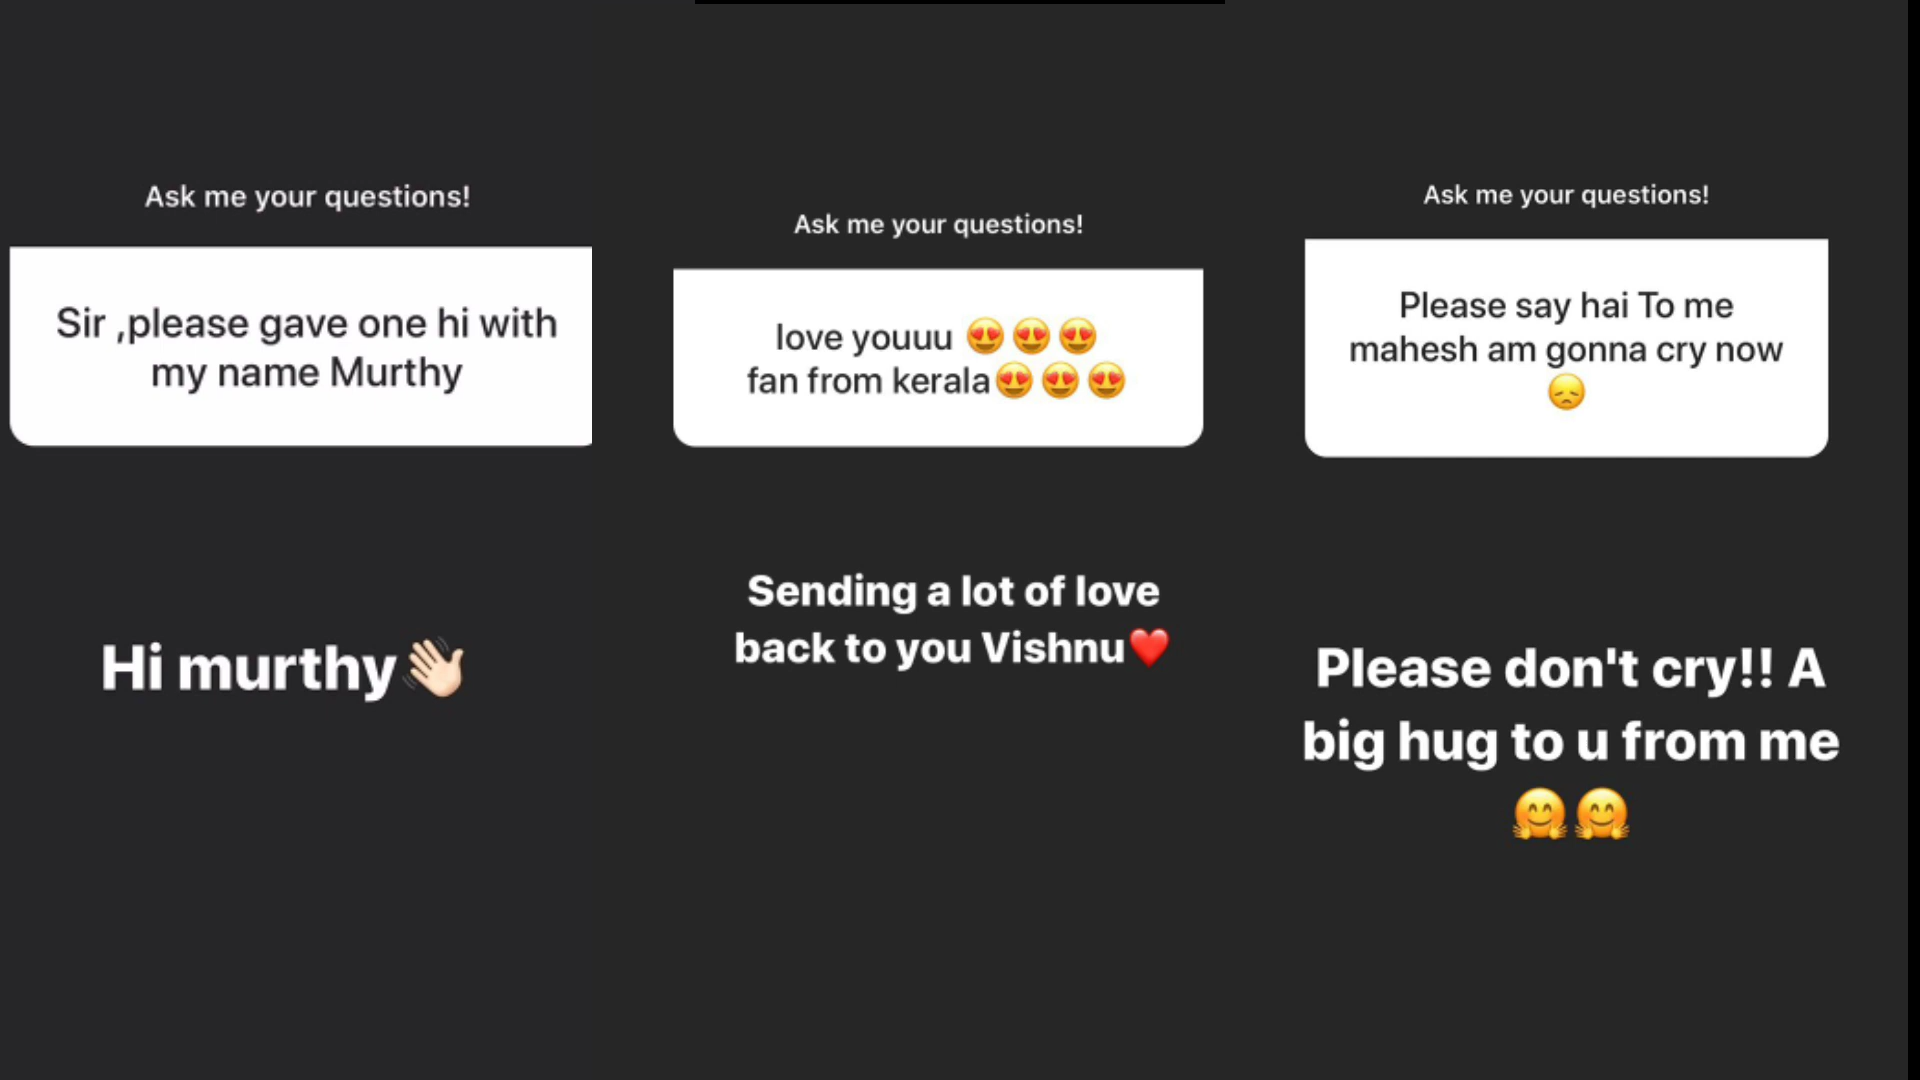 Ask me your questions!
Sir ,please gave one hi with
my name Murthy
Hi murthy👋🏻
Ask me your questions!
love youuu 😍😍😍
fan from kerala😍😍😍
Sending a lot of love
back to you Vishnu❤️
Ask me your questions!
Please say hai To me
mahesh am gonna cry now
😞
Please don't cry!! A
big hug to u from me
🤗🤗